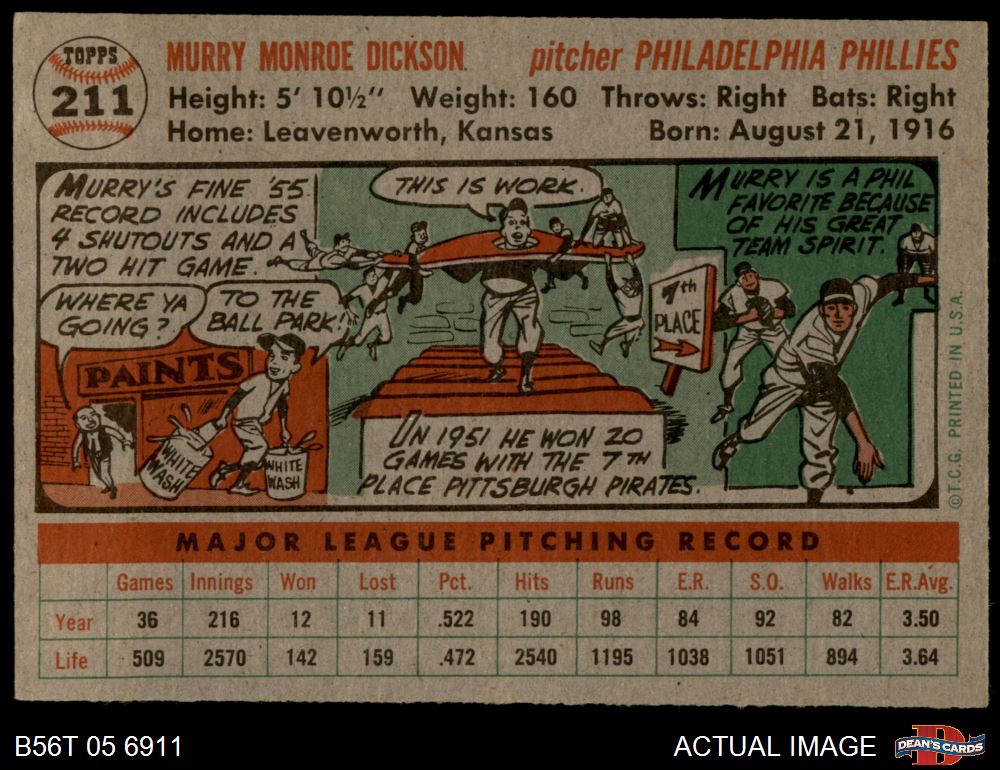 TOPPS
211
MURRY MONROE DICKSON pitcher PHILADELPHIA PHILLIES
Height: 5' 10½" Weight: 160 Throws: Right Bats: Right
Home: Leavenworth, Kansas Born: August 21, 1916
MURRY'S FINE '55
RECORD INCLUDES
4 SHUTOUTS AND A
TWO HIT GAME.
WHERE YA
GOING?
TO THE
BALL PARK!
PAINTS
WHITE
WASH
WHITE
WASH
THIS IS WORK.
IN 1951 HE WON 20
GAMES WITH THE 7TH
PLACE PITTSBURGH PIRATES.
7th
PLACE
MURRY IS A PHIL
FAVORITE BECAUSE
OF HIS GREAT
TEAM SPIRIT.
©T.C.G. PRINTED IN U.S.A.
MAJOR LEAGUE PITCHING RECORD
Games Innings Won Lost Pct. Hits Runs E.R. S.O. Walks E.R.Avg.
Year 36 216 12 11 .522 190 98 84 92 82 3.50
Life 509 2570 142 159 .472 2540 1195 1038 1051 894 3.64
B56T 05 6911
ACTUAL IMAGE
DEAN'S CARDS